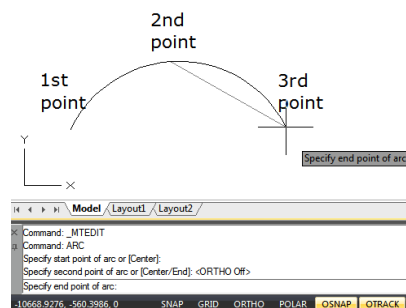 2nd
point
1st
point
3rd
point
Specify end point of arc
Y
X
Model Layout1 Layout2
Command: _MTEDIT
Command: ARC
Specify start point of arc or [Center]:
Specify second point of arc or [Center/End]: <ORTHO Off>
Specify end point of arc:
-10668.9276, -560.3986, 0 SNAP GRID ORTHO POLAR OSNAP OTRACK